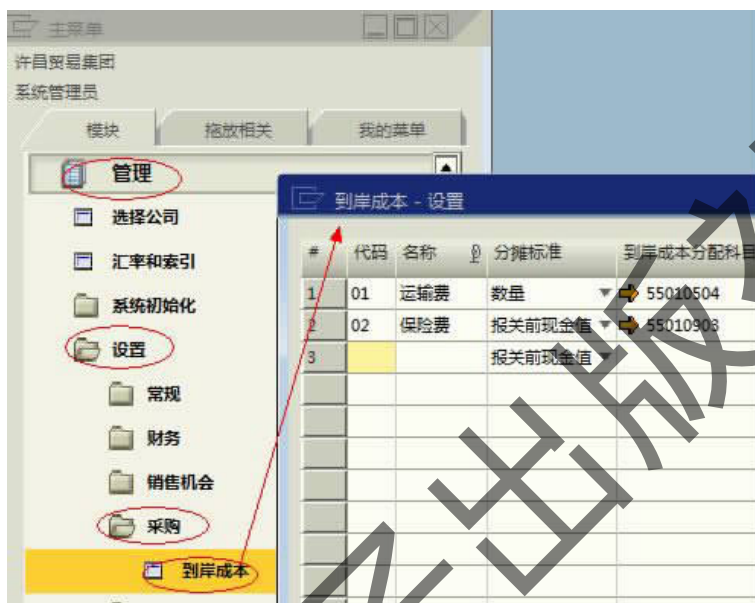 主菜单
许昌贸易集团
系统管理员
模块 拖放相关 我的菜单
管理
选择公司
汇率和索引
系统初始化
设置
常规
财务
销售机会
采购
到岸成本
到岸成本 - 设置
# 代码 名称 分摊标准 到岸成本分配科目
1 01 运输费 数量 55010504
2 02 保险费 报关前现金值 55010903
3 报关前现金值
出版